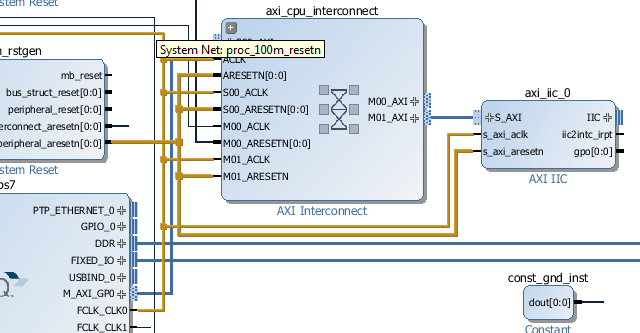 stem Reset
axi_cpu_interconnect
System Net: proc_100m_resetn
ACLK
ARESETN[0:0]
S00_ACLK
S00_ARESETN[0:0]
M00_ACLK
M00_ARESETN[0:0]
M01_ACLK
M01_ARESETN
M00_AXI
M01_AXI
AXI Interconnect
n_rstgen
mb_reset
bus_struct_reset[0:0]
peripheral_reset[0:0]
erconnect_aresetn[0:0]
peripheral_aresetn[0:0]
stem Reset
axi_iic_0
S_AXI
s_axi_aclk
s_axi_aresetn
IIC
iic2intc_irpt
gpo[0:0]
AXI IIC
ps7
PTP_ETHERNET_0
GPIO_0
DDR
FIXED_IO
USBIND_0
M_AXI_GP0
FCLK_CLK0
FCLK_CLK1
const_gnd_inst
dout[0:0]
Constant